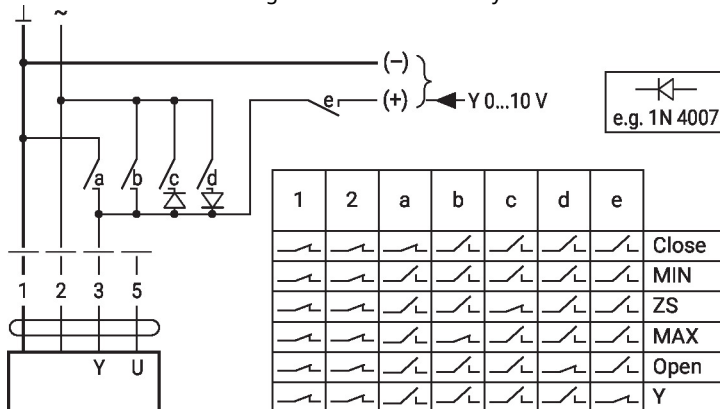 ~
(–)
e (+) Y 0...10 V
e.g. 1N 4007
a b c d
1 2 a b c d e
Close
MIN
1 2 3 5
ZS
MAX
Y U
Open
Y